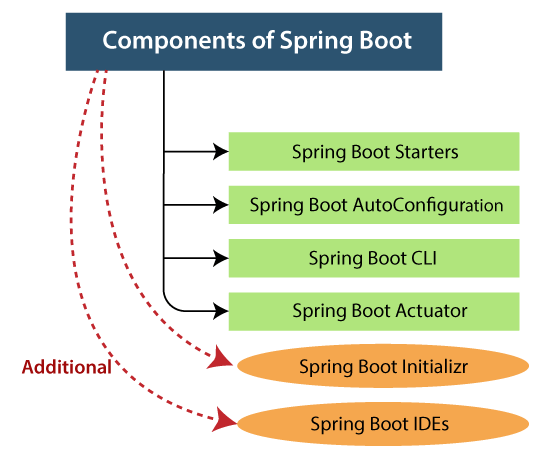 Components of Spring Boot
Spring Boot Starters
Spring Boot AutoConfiguration
Spring Boot CLI
Spring Boot Actuator
Additional
Spring Boot Initializr
Spring Boot IDEs